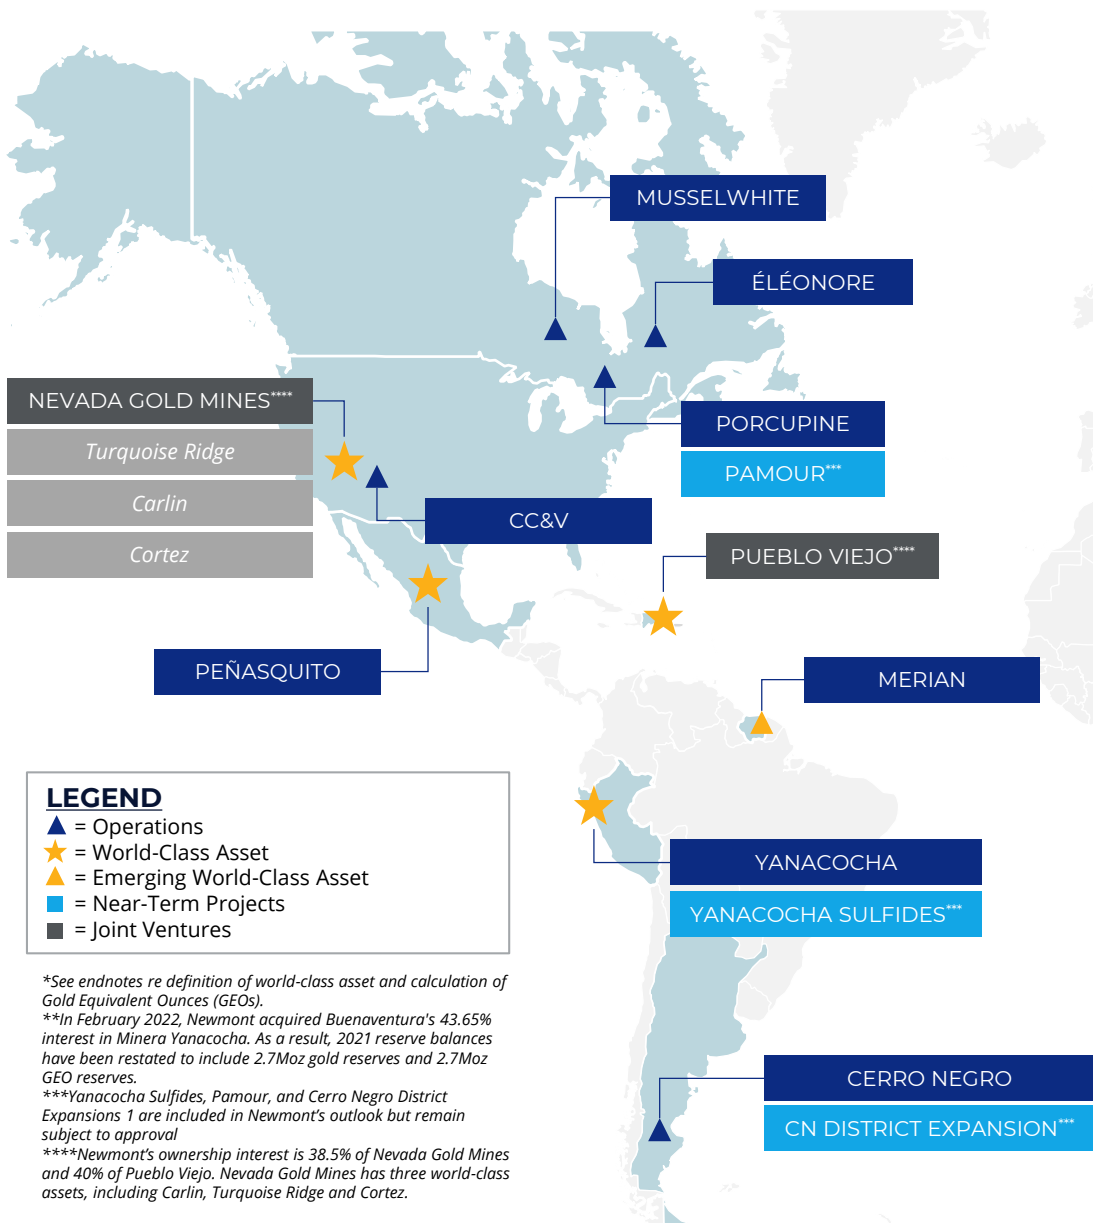 MUSSELWHITE
ÉLÉONORE
NEVADA GOLD MINES****
Turquoise Ridge
Carlin
Cortez
PORCUPINE
PAMOUR***
CC&V
PUEBLO VIEJO****
PEÑASQUITO
MERIAN
LEGEND
= Operations
= World-Class Asset
= Emerging World-Class Asset
= Near-Term Projects
= Joint Ventures
YANACOCHA
YANACOCHA SULFIDES***
*See endnotes re definition of world-class asset and calculation of
Gold Equivalent Ounces (GEOs).
**In February 2022, Newmont acquired Buenaventura's 43.65%
interest in Minera Yanacocha. As a result, 2021 reserve balances
have been restated to include 2.7Moz gold reserves and 2.7Moz
GEO reserves.
***Yanacocha Sulfides, Pamour, and Cerro Negro District
Expansions 1 are included in Newmont’s outlook but remain
subject to approval
****Newmont’s ownership interest is 38.5% of Nevada Gold Mines
and 40% of Pueblo Viejo. Nevada Gold Mines has three world-class
assets, including Carlin, Turquoise Ridge and Cortez.
CERRO NEGRO
CN DISTRICT EXPANSION***